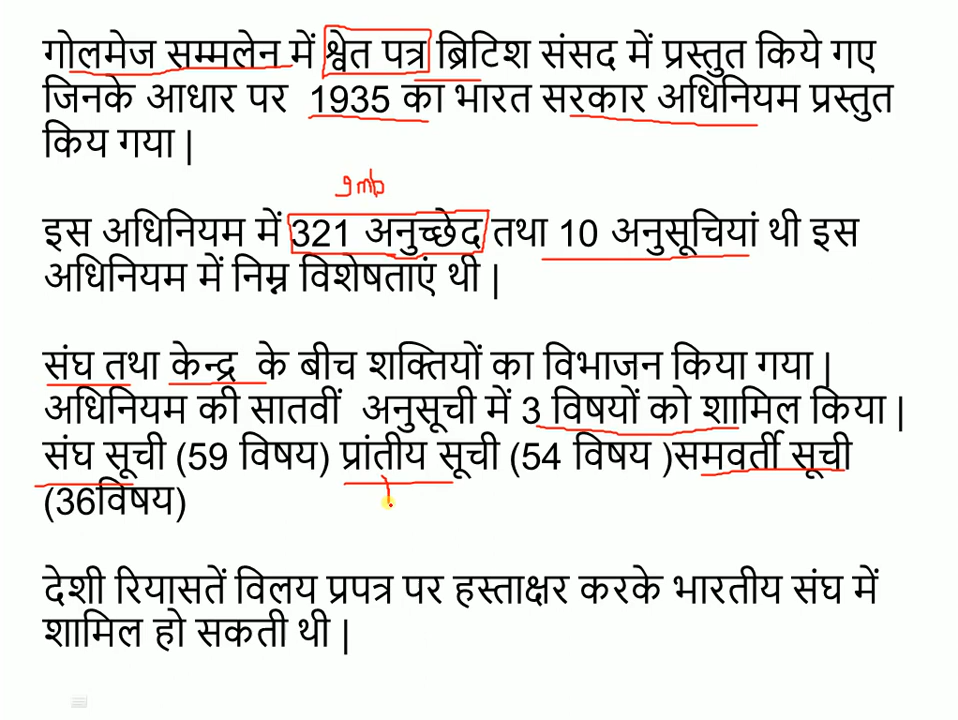 गोलमेज सम्मलेन में श्वेत पत्र ब्रिटिश संसद में प्रस्तुत किये गए
जिनके आधार पर 1935 का भारत सरकार अधिनियम प्रस्तुत
किय गया |
इस अधिनियम में 321 अनुच्छेद तथा 10 अनुसूचियां थी इस
अधिनियम में निम्न विशेषताएं थी |
संघ तथा केन्द्र के बीच शक्तियों का विभाजन किया गया |
अधिनियम की सातवीं अनुसूची में 3 विषयों को शामिल किया |
संघ सूची (59 विषय) प्रांतीय सूची (54 विषय )समवर्ती सूची
(36विषय)
देशी रियासतें विलय प्रपत्र पर हस्ताक्षर करके भारतीय संघ में
शामिल हो सकती थी |